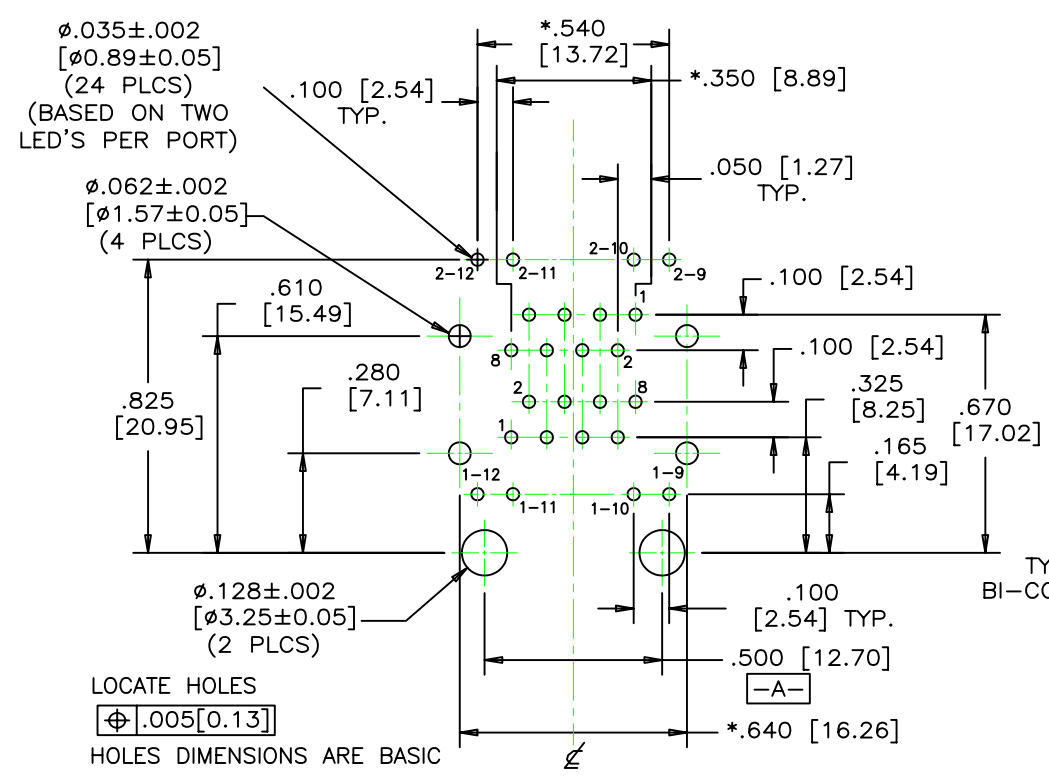 ø.035±.002
[ø0.89±0.05]
(24 PLCS)
(BASED ON TWO
LED'S PER PORT)
*.540
[13.72]
*.350 [8.89]
.100 [2.54]
TYP.
.050 [1.27]
TYP.
ø.062±.002
[ø1.57±0.05]
(4 PLCS)
2-12
2-11
2-10
2-9
.100 [2.54]
.610
[15.49]
1
8
2
.100 [2.54]
.280
[7.11]
2
8
.325
[8.25]
.825
[20.95]
.670
[17.02]
1
.165
[4.19]
1-12
1-11
1-10
1-9
TY
BI-CO
ø.128±.002
[ø3.25±0.05]
(2 PLCS)
.100
[2.54] TYP.
.500 [12.70]
-A-
LOCATE HOLES
⌖ .005[0.13]
*.640 [16.26]
HOLES DIMENSIONS ARE BASIC
℄